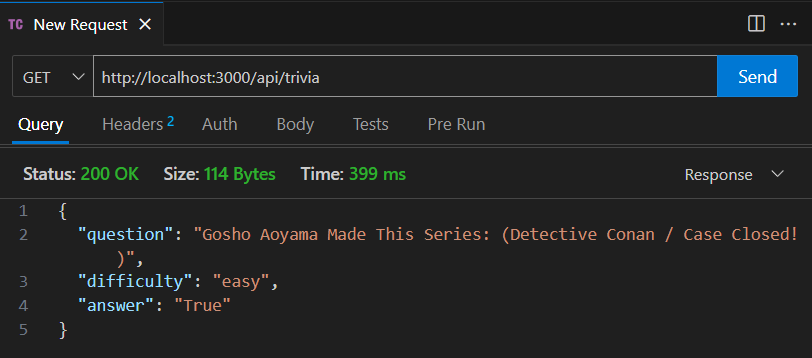 TC New Request
GET http://localhost:3000/api/trivia Send
Query Headers 2 Auth Body Tests Pre Run
Status: 200 OK Size: 114 Bytes Time: 399 ms Response
1 {
2 "question": "Gosho Aoyama Made This Series: (Detective Conan / Case Closed!
)",
3 "difficulty": "easy",
4 "answer": "True"
5 }